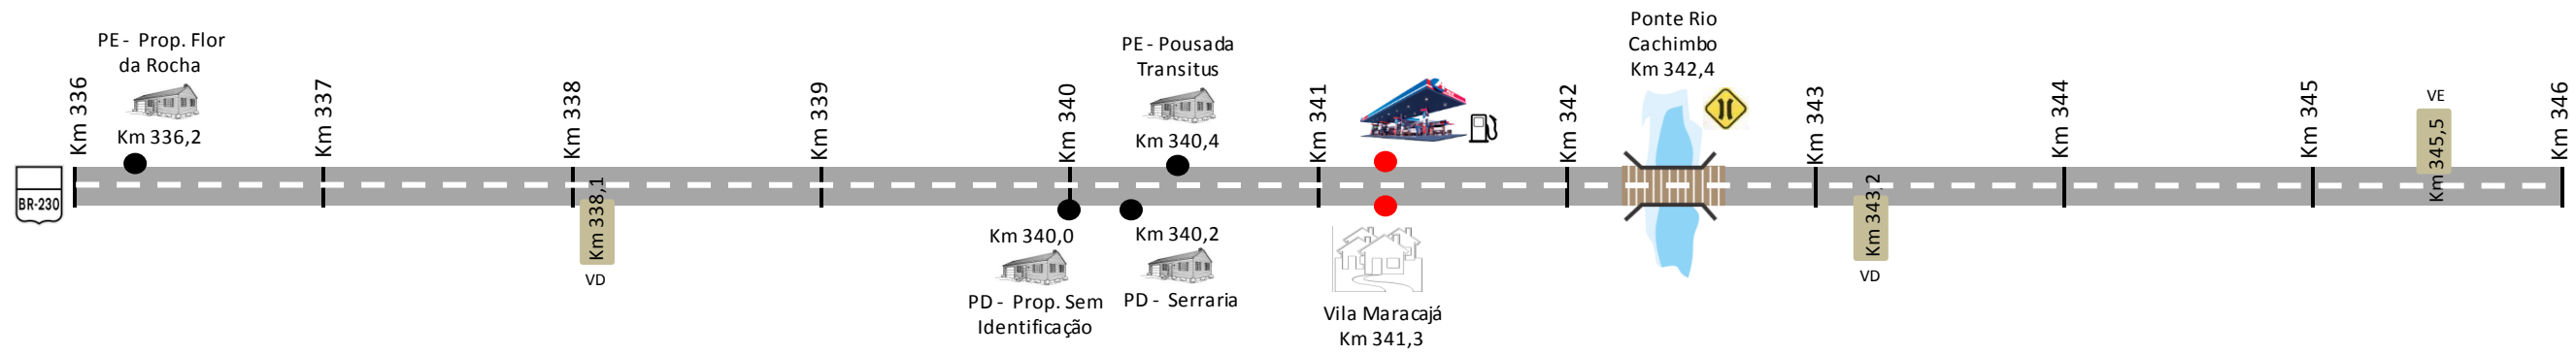 BR-230
Km 336
PE - Prop. Flor
da Rocha
Km 336,2
Km 337
Km 338
Km 338,1
VD
Km 339
Km 340
Km 340,0
PD - Prop. Sem
Identificação
PE - Pousada
Transitus
Km 340,4
Km 340,2
PD - Serraria
Km 341
Vila Maracajá
Km 341,3
Km 342
Ponte Rio
Cachimbo
Km 342,4
Km 343
Km 343,2
VD
Km 344
Km 345
VE
Km 345,5
Km 346